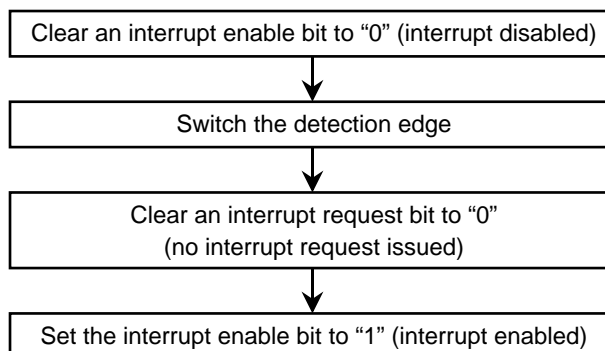 Clear an interrupt enable bit to “0” (interrupt disabled)
Switch the detection edge
Clear an interrupt request bit to “0”
(no interrupt request issued)
Set the interrupt enable bit to “1” (interrupt enabled)